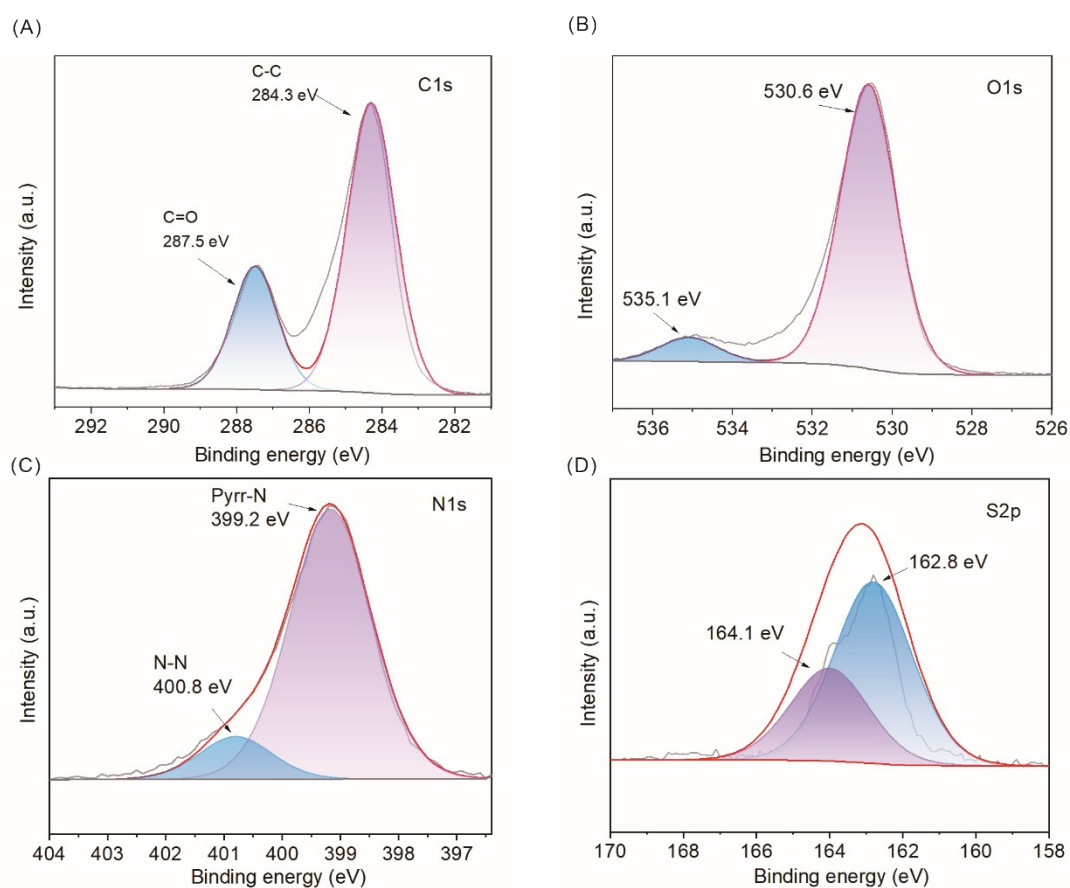 (A)
C1s
C-C
284.3 eV
C=O
287.5 eV
Intensity (a.u.)
292 290 288 286 284 282
Binding energy (eV)
(B)
O1s
530.6 eV
535.1 eV
Intensity (a.u.)
536 534 532 530 528 526
Binding energy (eV)
(C)
N1s
Pyrr-N
399.2 eV
N-N
400.8 eV
Intensity (a.u.)
404 403 402 401 400 399 398 397
Binding energy (eV)
(D)
S2p
162.8 eV
164.1 eV
Intensity (a.u.)
170 168 166 164 162 160 158
Binding energy (eV)